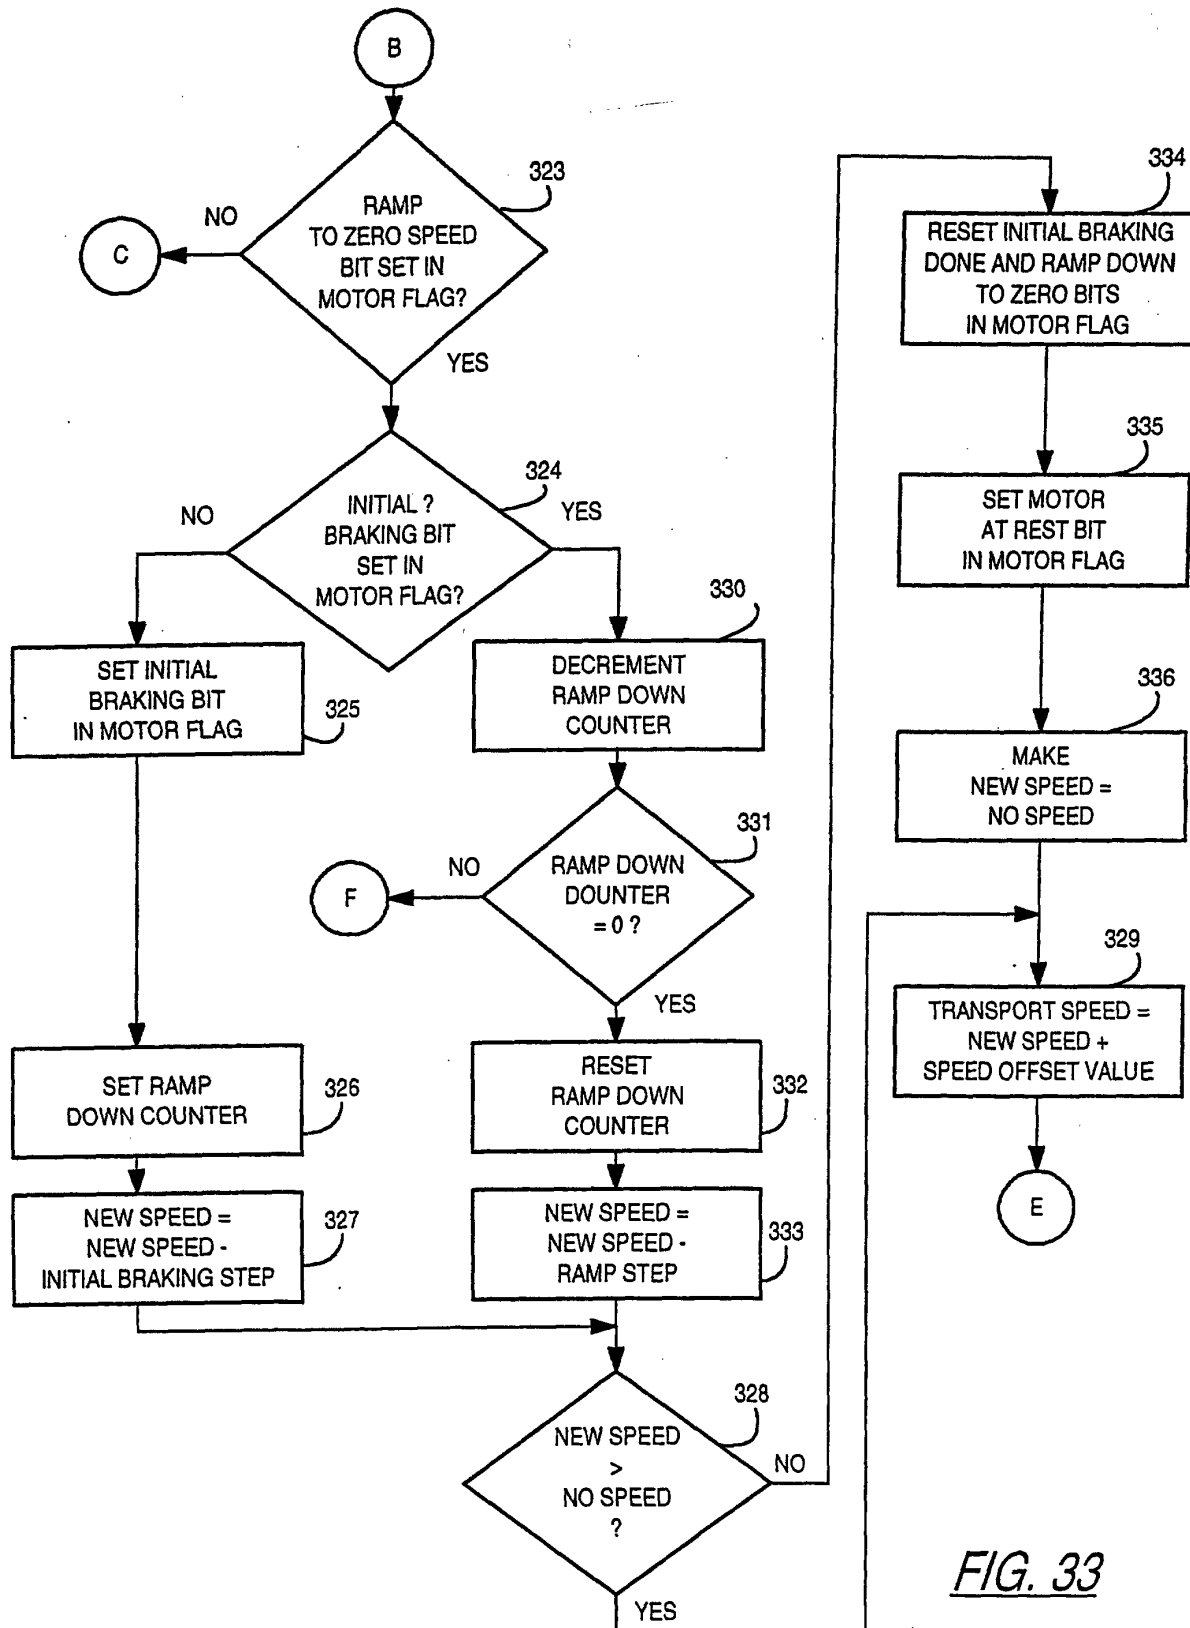 B
323
RAMP
TO ZERO SPEED
BIT SET IN
MOTOR FLAG?
NO
C
YES
324
INITIAL ?
BRAKING BIT
SET IN
MOTOR FLAG?
NO
YES
SET INITIAL
BRAKING BIT
IN MOTOR FLAG
325
330
DECREMENT
RAMP DOWN
COUNTER
331
RAMP DOWN
DOUNTER
= 0 ?
NO
F
YES
SET RAMP
DOWN COUNTER
326
RESET
RAMP DOWN
COUNTER
332
NEW SPEED =
NEW SPEED -
INITIAL BRAKING STEP
327
NEW SPEED =
NEW SPEED -
RAMP STEP
333
328
NEW SPEED
>
NO SPEED
?
NO
YES
334
RESET INITIAL BRAKING
DONE AND RAMP DOWN
TO ZERO BITS
IN MOTOR FLAG
335
SET MOTOR
AT REST BIT
IN MOTOR FLAG
336
MAKE
NEW SPEED =
NO SPEED
329
TRANSPORT SPEED =
NEW SPEED +
SPEED OFFSET VALUE
E
FIG. 33